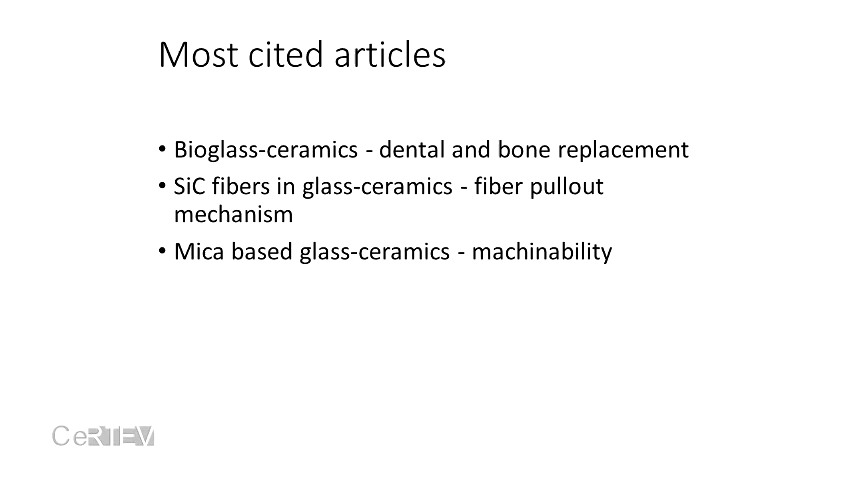 Most cited articles
• Bioglass-ceramics - dental and bone replacement
• SiC fibers in glass-ceramics - fiber pullout
mechanism
• Mica based glass-ceramics - machinability
CeRTEV